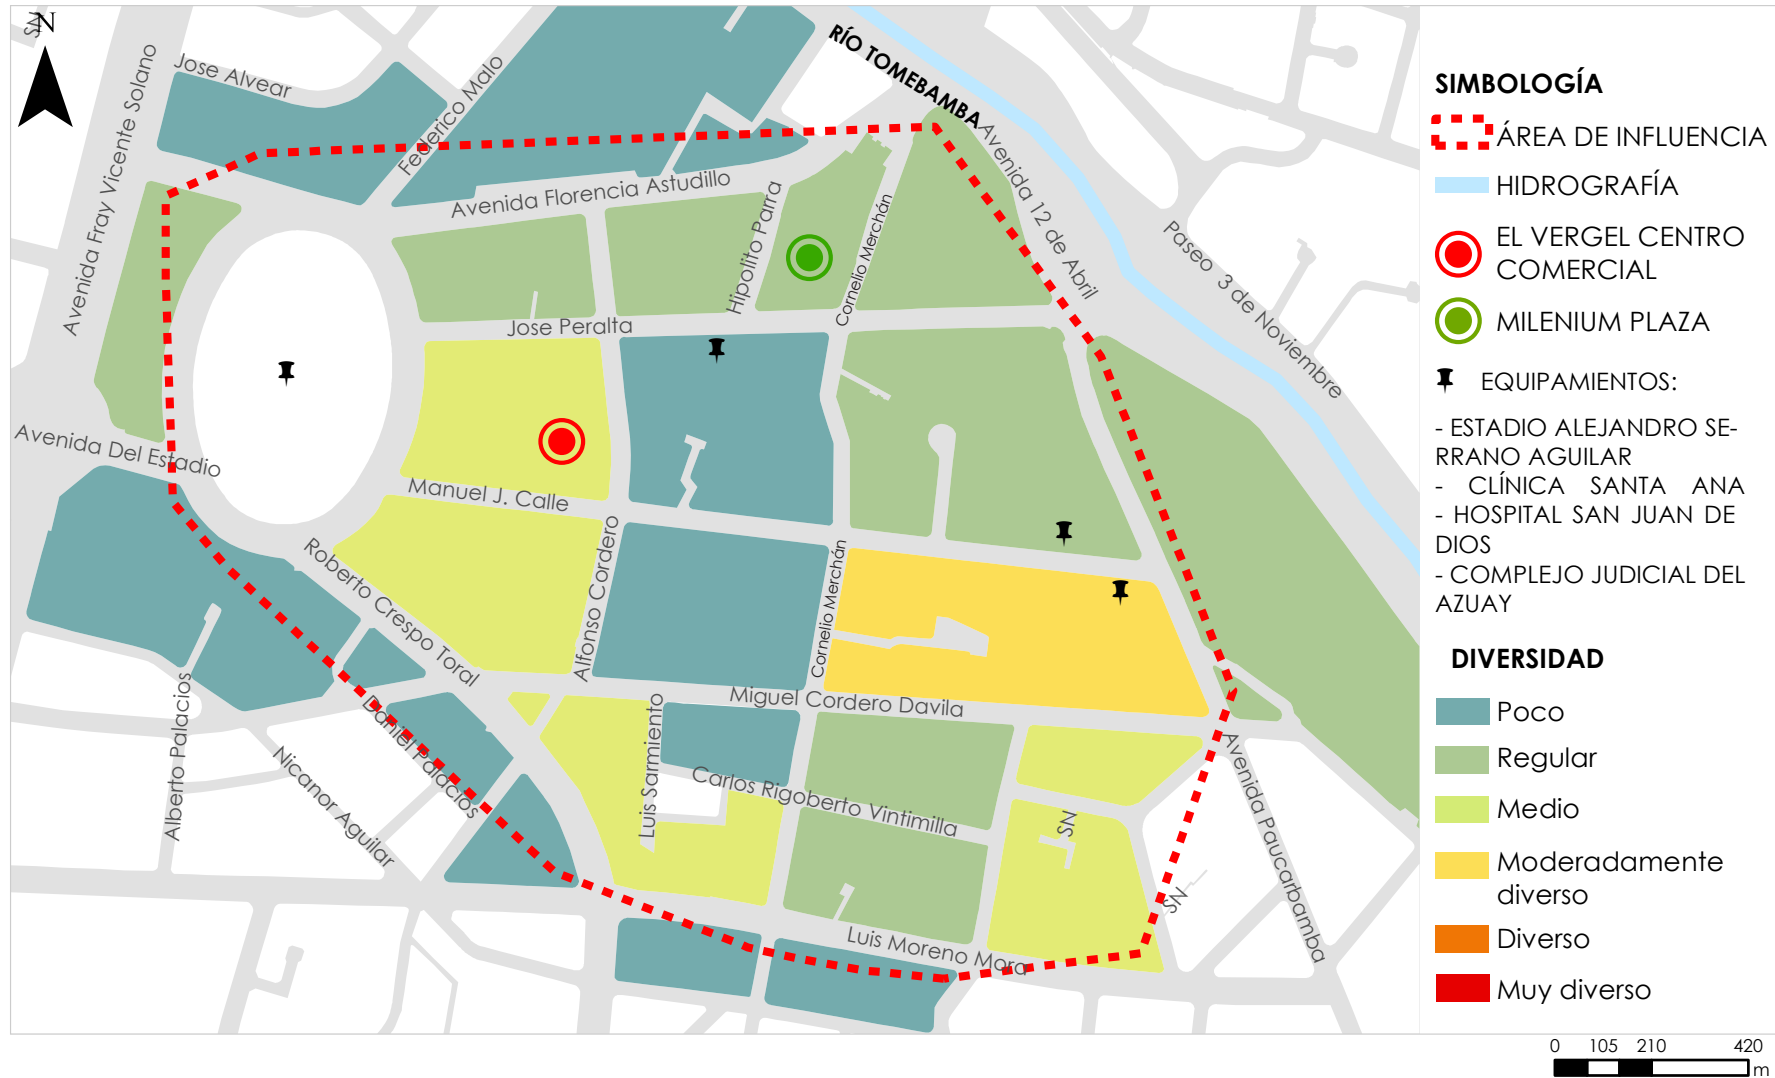 N
SN
Jose Alvear
Federico Malo
RÍO TOMEBAMBA
Avenida Fray Vicente Solano
Avenida Florencia Astudillo
Hipolito Parra
Cornelio Merchán
Avenida 12 de Abril
Paseo 3 de Noviembre
Jose Peralta
Avenida Del Estadio
Manuel J. Calle
Roberto Crespo Toral
Alfonso Cordero
Cornelio Merchán
Miguel Cordero Davila
Alberto Palacios
Daniel Palacios
Nicanor Aguilar
Luis Sarmiento
Carlos Rigoberto Vintimilla
SN
SN
Avenida Paucarbamba
Luis Moreno Mora
SIMBOLOGÍA
ÁREA DE INFLUENCIA
HIDROGRAFÍA
EL VERGEL CENTRO
COMERCIAL
MILENIUM PLAZA
EQUIPAMIENTOS:
- ESTADIO ALEJANDRO SE-
RRANO AGUILAR
- CLÍNICA SANTA ANA
- HOSPITAL SAN JUAN DE
DIOS
- COMPLEJO JUDICIAL DEL
AZUAY
DIVERSIDAD
Poco
Regular
Medio
Moderadamente
diverso
Diverso
Muy diverso
0 105 210 420
m